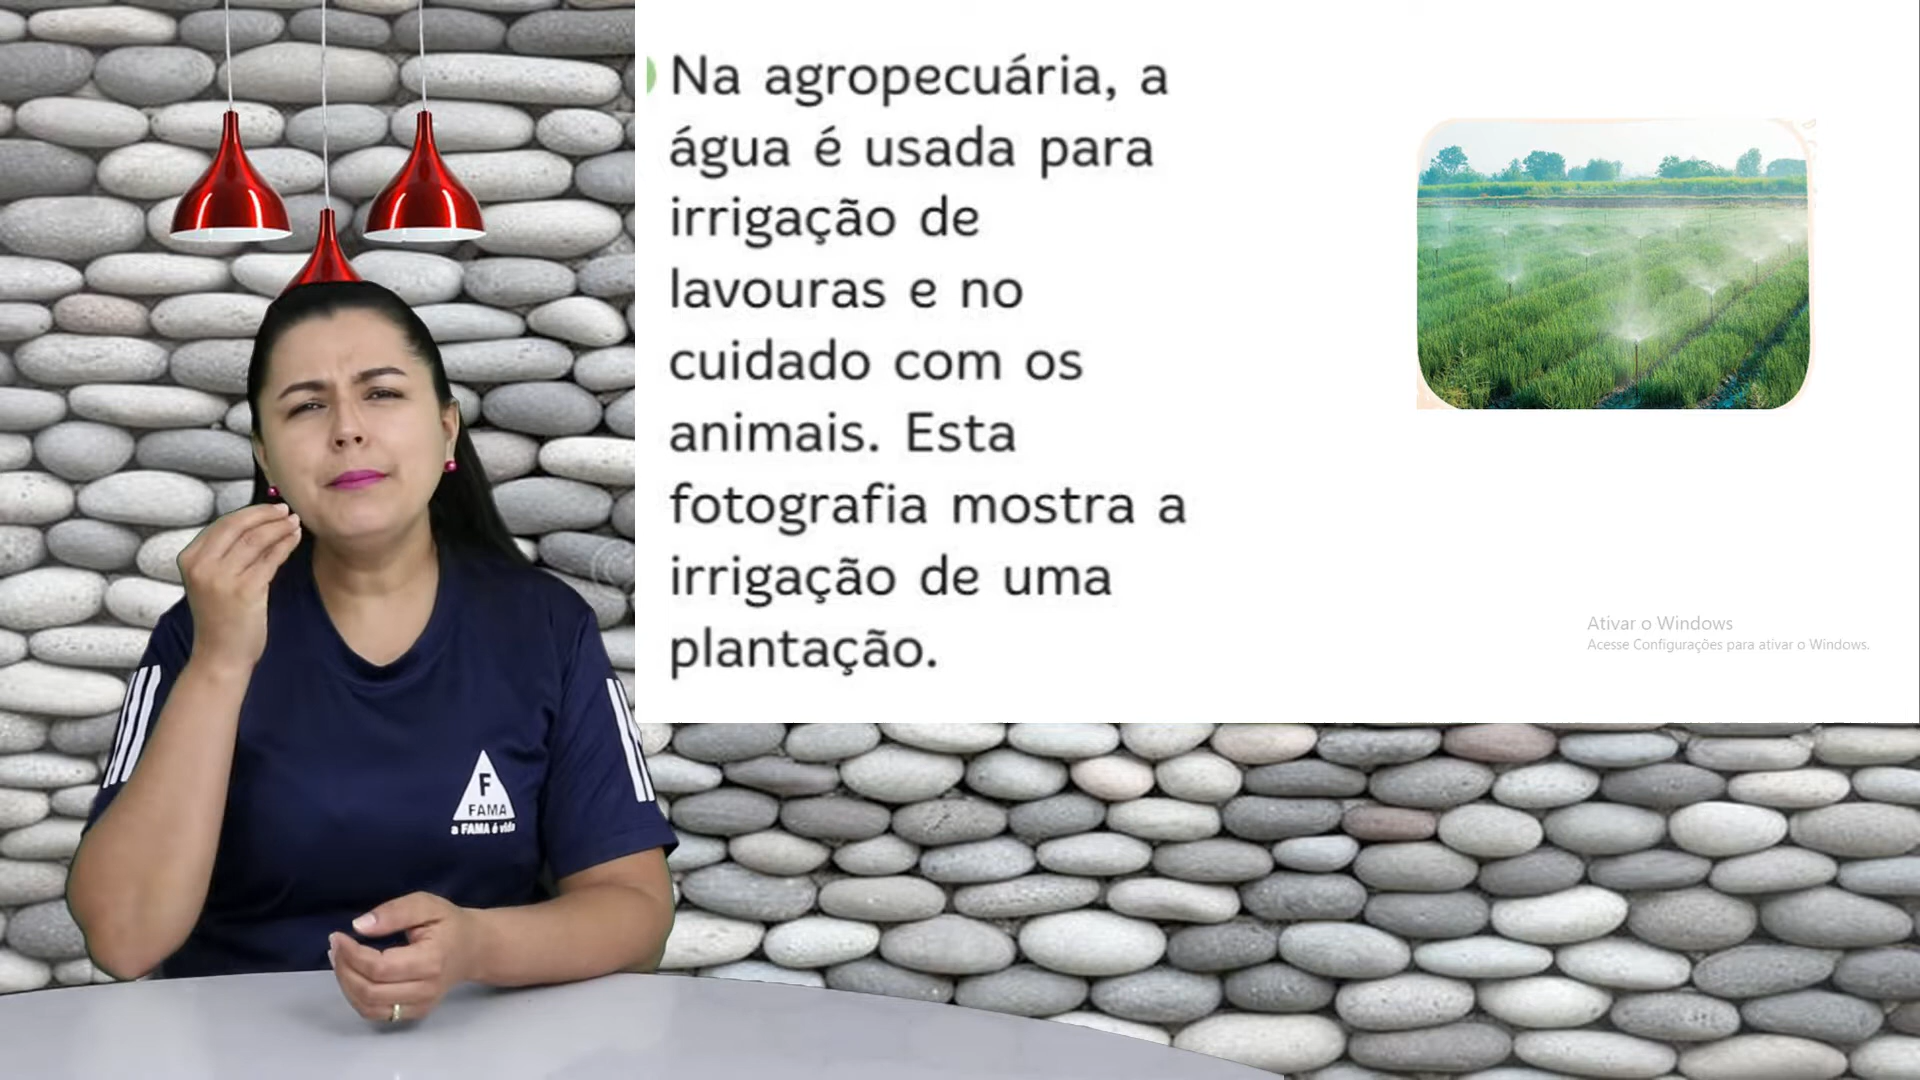 Na agropecuária, a
água é usada para
irrigação de
lavouras e no
cuidado com os
animais. Esta
fotografia mostra a
irrigação de uma
plantação.
Ativar o Windows
Acesse Configurações para ativar o Windows.
F
FAMA
a FAMA é vida